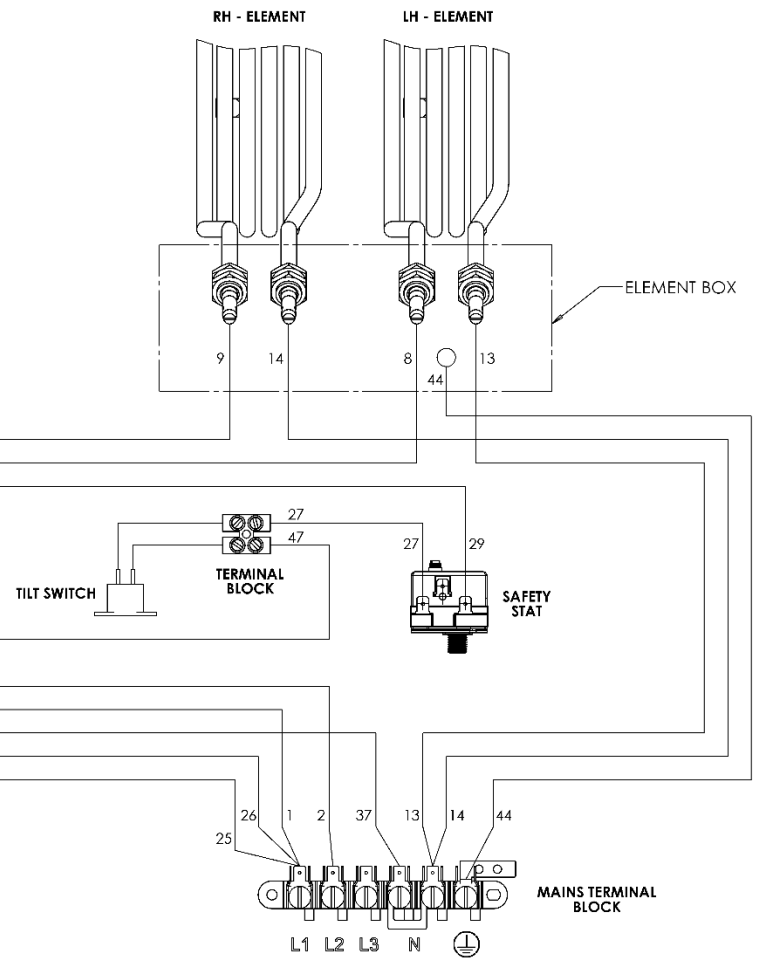 RH - ELEMENT
LH - ELEMENT
ELEMENT BOX
9
14
8
13
44
27
47
27
29
TILT SWITCH
TERMINAL
BLOCK
SAFETY
STAT
25
26
1
2
37
13
14
44
MAINS TERMINAL
BLOCK
L1
L2
L3
N